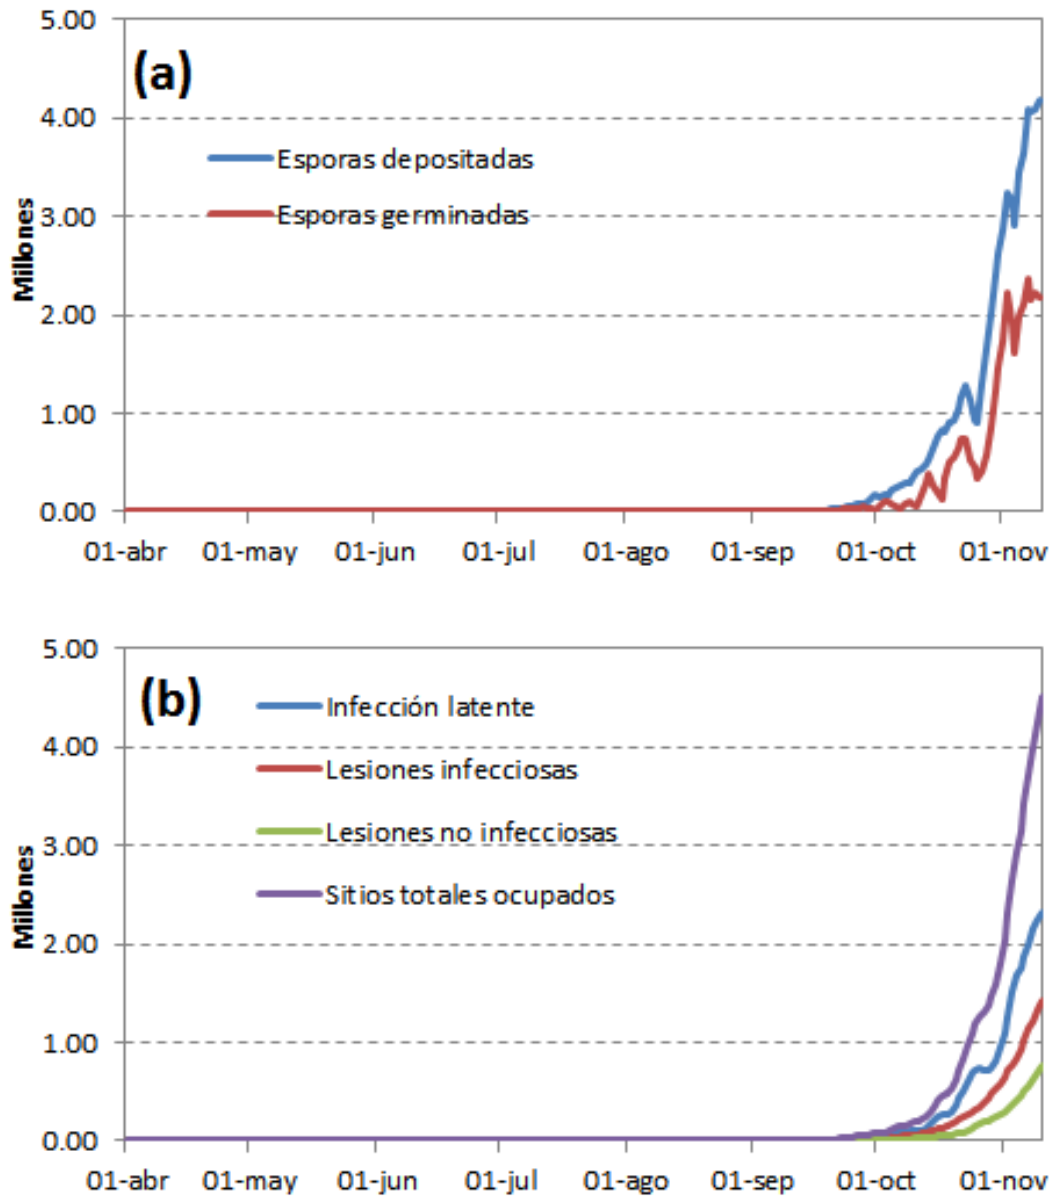 5.00
(a)
4.00
Esporas depositadas
3.00
Esporas germinadas
Millones
2.00
1.00
0.00
01-abr 01-may 01-jun 01-jul 01-ago 01-sep 01-oct 01-nov
5.00
(b)
Infección latente
4.00
Lesiones infecciosas
3.00
Lesiones no infecciosas
Sitios totales ocupados
Millones
2.00
1.00
0.00
01-abr 01-may 01-jun 01-jul 01-ago 01-sep 01-oct 01-nov